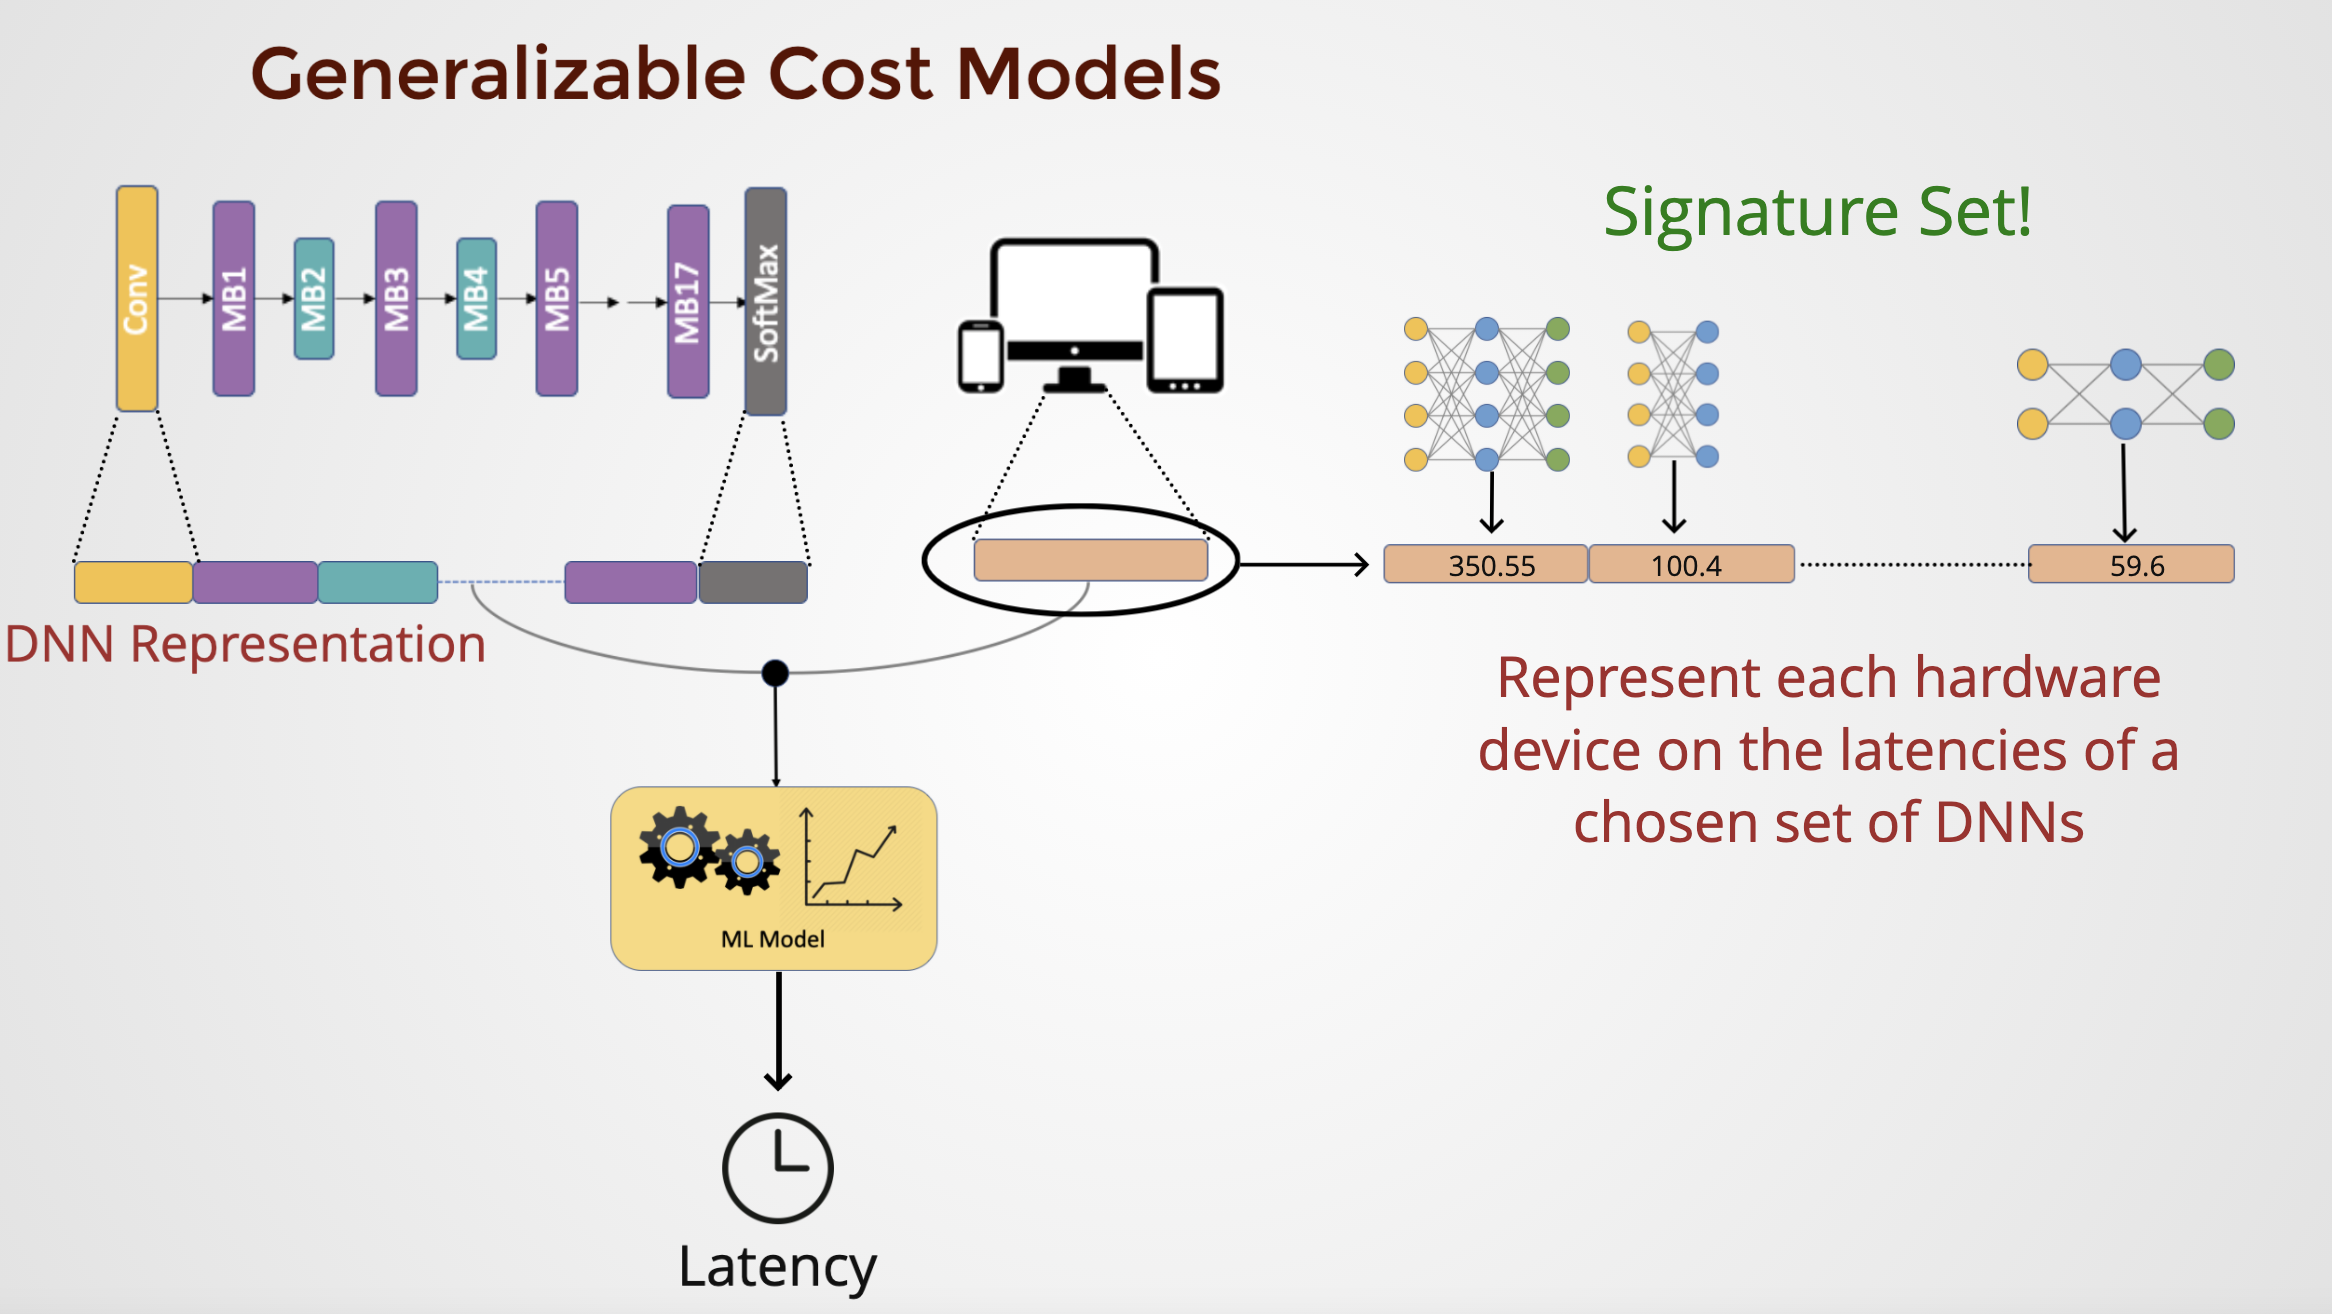 Generalizable Cost Models
Conv
MB1
MB2
MB3
MB4
MB5
MB17
SoftMax
DNN Representation
ML Model
Latency
Signature Set!
350.55
100.4
59.6
Represent each hardware
device on the latencies of a
chosen set of DNNs